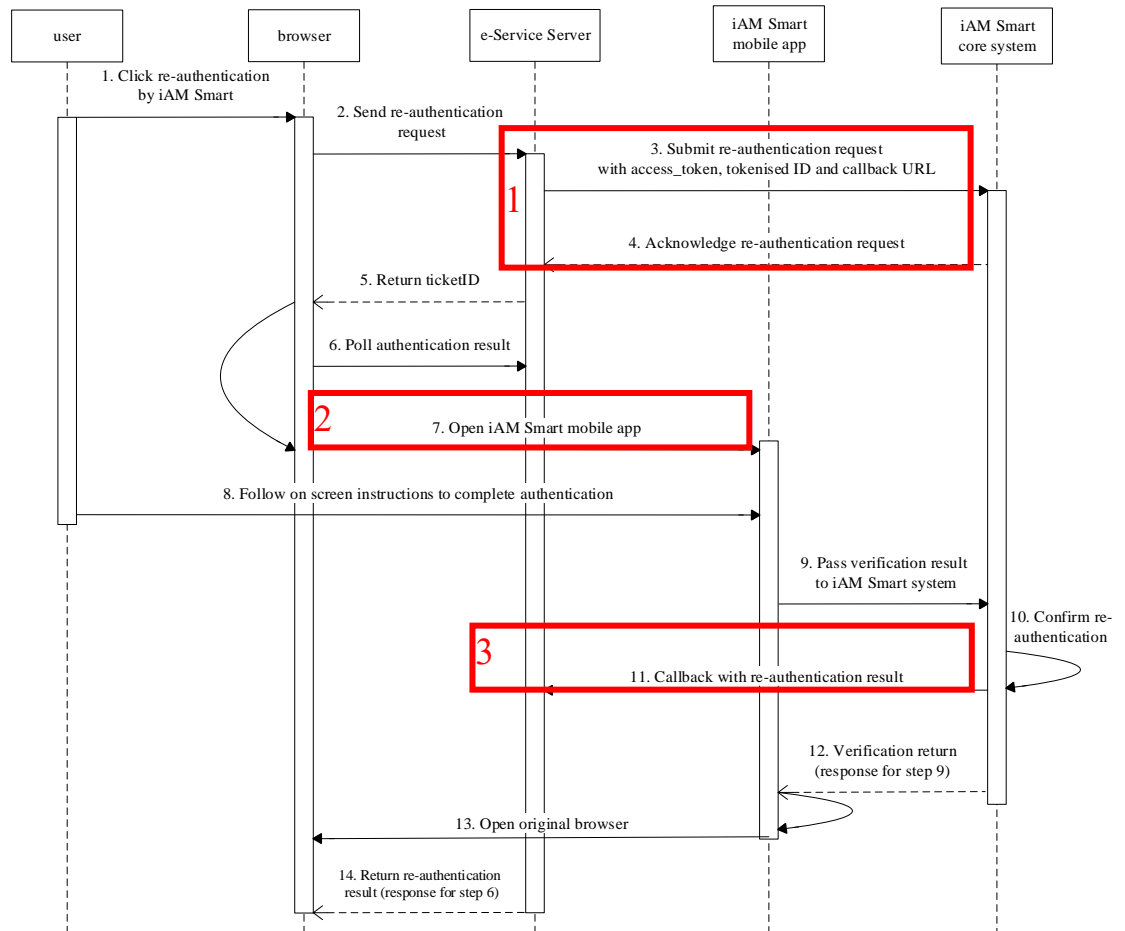 user
browser
e-Service Server
iAM Smart
mobile app
iAM Smart
core system
1. Click re-authentication
by iAM Smart
2. Send re-authentication
request
3. Submit re-authentication request
with access_token, tokenised ID and callback URL
1
4. Acknowledge re-authentication request
5. Return ticketID
6. Poll authentication result
2
7. Open iAM Smart mobile app
8. Follow on screen instructions to complete authentication
9. Pass verification result
to iAM Smart system
10. Confirm re-
authentication
3
11. Callback with re-authentication result
12. Verification return
(response for step 9)
13. Open original browser
14. Return re-authentication
result (response for step 6)